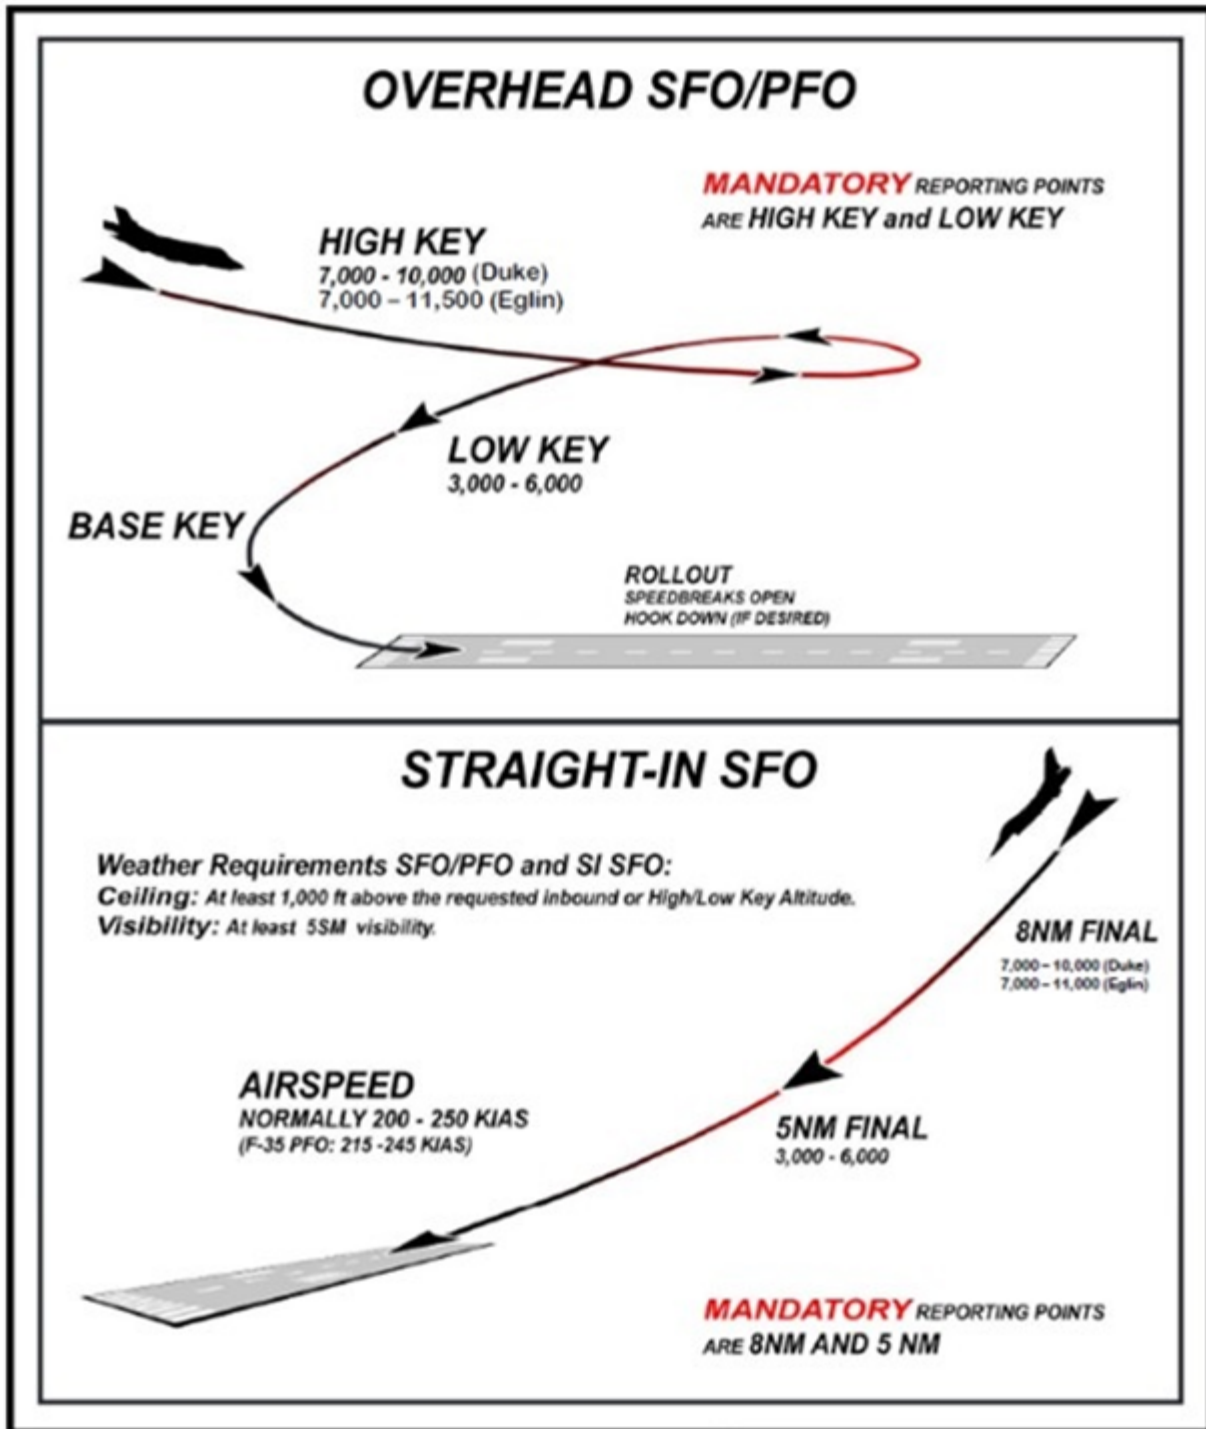 OVERHEAD SFO/PFO
MANDATORY REPORTING POINTS
ARE HIGH KEY and LOW KEY
HIGH KEY
7,000 - 10,000 (Duke)
7,000 – 11,500 (Eglin)
LOW KEY
3,000 - 6,000
BASE KEY
ROLLOUT
SPEEDBREAKS OPEN
HOOK DOWN (IF DESIRED)
STRAIGHT-IN SFO
Weather Requirements SFO/PFO and SI SFO:
Ceiling: At least 1,000 ft above the requested inbound or High/Low Key Altitude.
Visibility: At least 5SM visibility.
8NM FINAL
7,000 – 10,000 (Duke)
7,000 – 11,000 (Eglin)
AIRSPEED
NORMALLY 200 - 250 KIAS
(F-35 PFO: 215 -245 KIAS)
5NM FINAL
3,000 - 6,000
MANDATORY REPORTING POINTS
ARE 8NM AND 5 NM